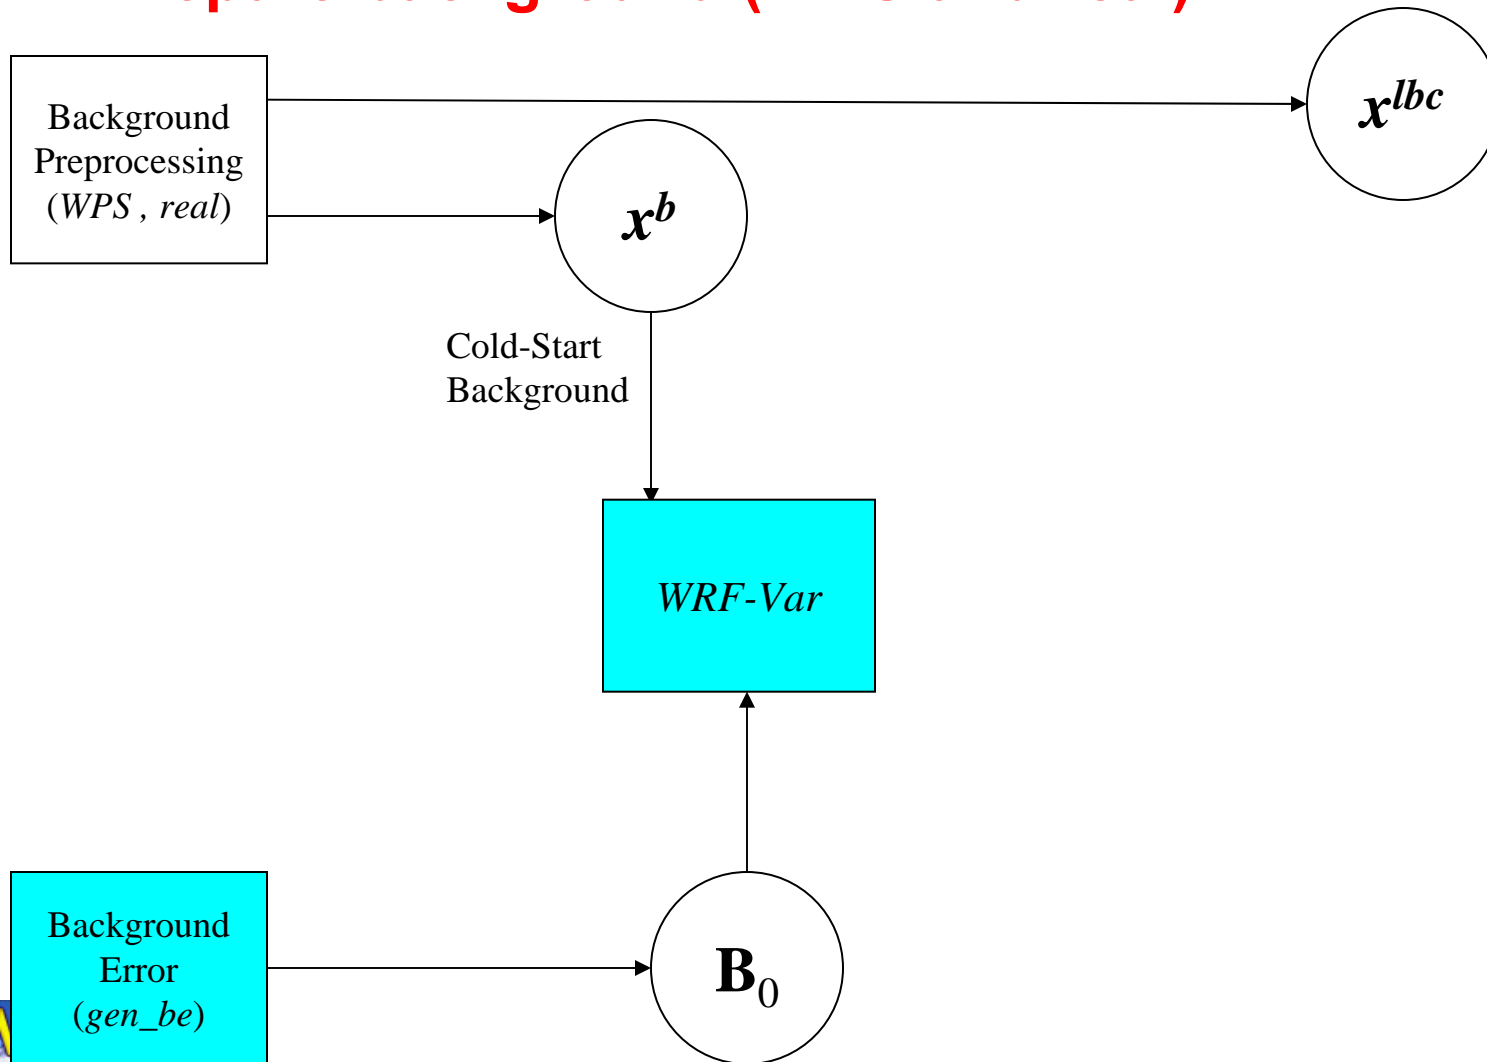 Background
Preprocessing
(WPS , real)
x^lbc
x^b
Cold-Start
Background
WRF-Var
Background
Error
(gen_be)
B_0